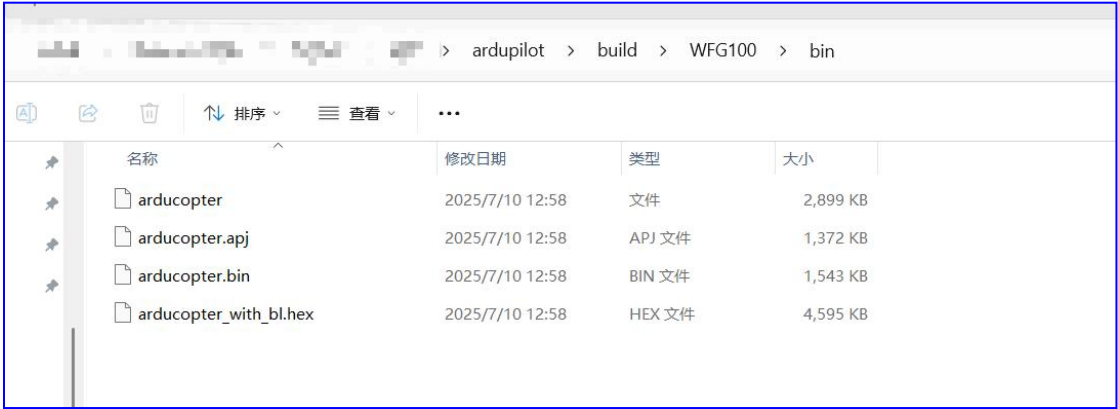 ardupilot > build > WFG100 > bin
排序 查看 ...
名称 修改日期 类型 大小
arducopter 2025/7/10 12:58 文件 2,899 KB
arducopter.apj 2025/7/10 12:58 APJ 文件 1,372 KB
arducopter.bin 2025/7/10 12:58 BIN 文件 1,543 KB
arducopter_with_bl.hex 2025/7/10 12:58 HEX 文件 4,595 KB